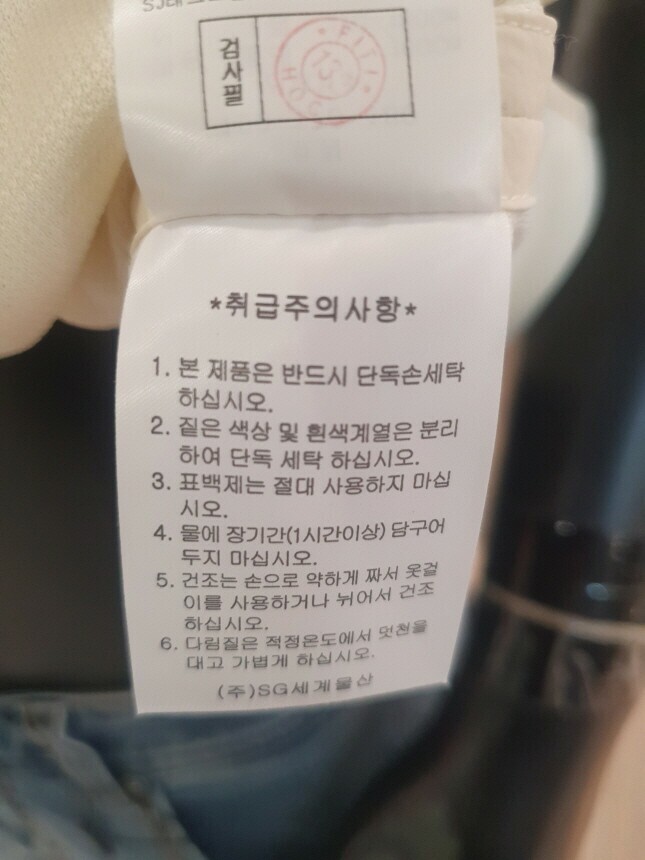 검사필
FITI
*취급주의사항*
1. 본 제품은 반드시 단독손세탁
하십시오.
2. 짙은 색상 및 흰색계열은 분리
하여 단독 세탁 하십시오.
3. 표백제는 절대 사용하지 마십
시오.
4. 물에 장기간(1시간이상) 담구어
두지 마십시오.
5. 건조는 손으로 약하게 짜서 옷걸
이를 사용하거나 뉘어서 건조
하십시오.
6. 다림질은 적정온도에서 덧천을
대고 가볍게 하십시오.
(주)SG세계물산